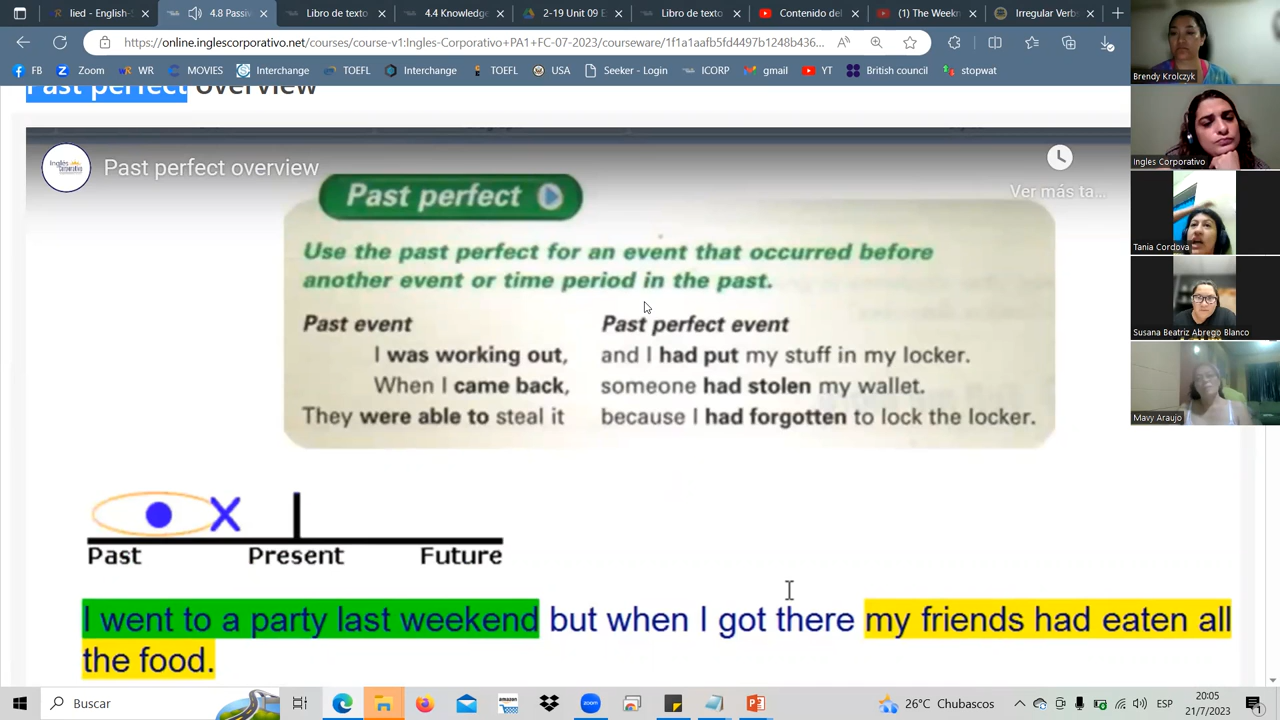 lied - English-S
4.8 Passiv
Libro de texto
4.4 Knowledge
2-19 Unit 09 E
Libro de texto
Contenido del
(1) The Weekn
Irregular Verbs
https://online.inglescorporativo.net/courses/course-v1:Ingles-Corporativo+PA1+FC-07-2023/courseware/1f1a1aafb5fd4497b1248b436...
FB
Zoom
WR
MOVIES
Interchange
TOEFL
Interchange
TOEFL
USA
Seeker - Login
ICORP
gmail
YT
British council
stopwat
Brendy Krolczyk
Ingles Corporativo
Tania Cordova
Susana Beatriz Abrego Blanco
Mavy Araujo
Past perfect overview
Past perfect overview
Ver más ta...
Past perfect
Use the past perfect for an event that occurred before
another event or time period in the past.
Past event Past perfect event
I was working out, and I had put my stuff in my locker.
When I came back, someone had stolen my wallet.
They were able to steal it because I had forgotten to lock the locker.
Past Present Future
I went to a party last weekend but when I got there my friends had eaten all
the food.
Buscar
26°C Chubascos
ESP
20:05
21/7/2023